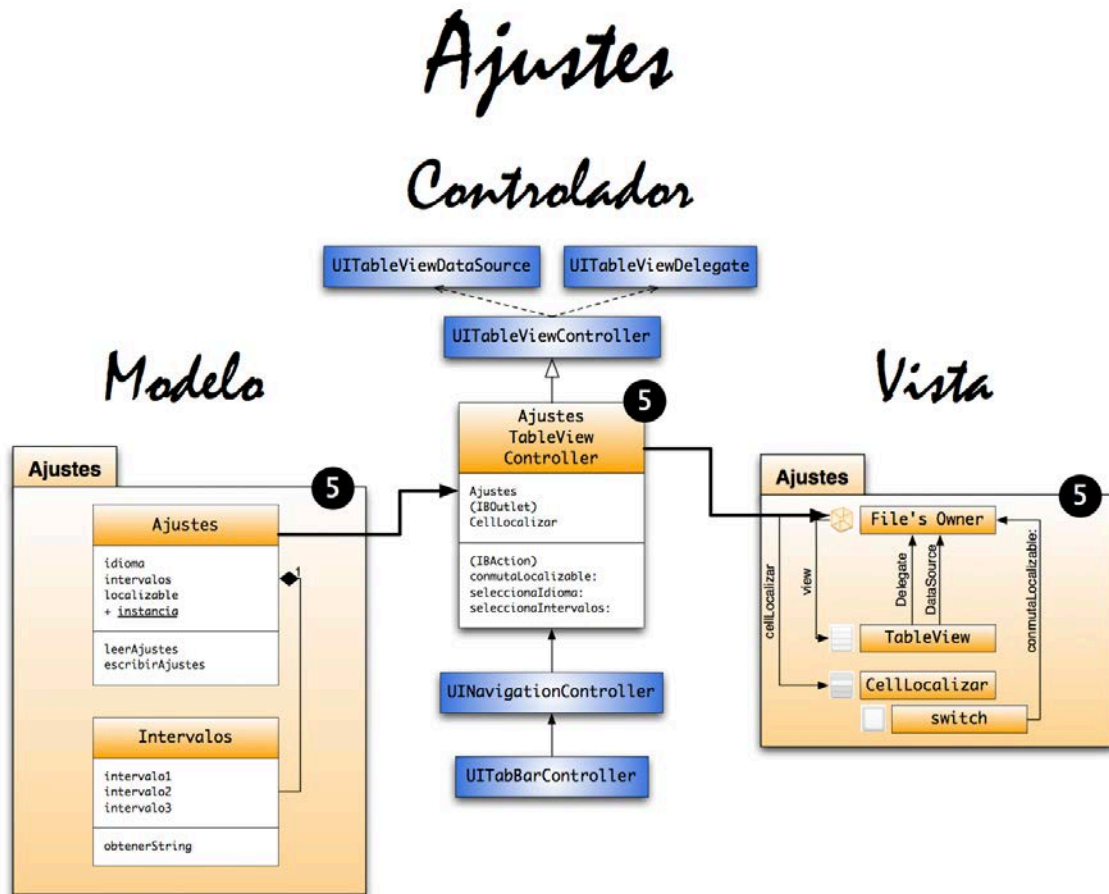 Ajustes
Controlador
UITableViewDataSource
UITableViewDelegate
UITableViewController
Modelo
Vista
Ajustes
5
Ajustes
idioma
intervalos
localizable
+ instancia
leerAjustes
escribirAjustes
1
Intervalos
intervalo1
intervalo2
intervalo3
obtenerString
5
Ajustes
TableView
Controller
Ajustes
(IBOutlet)
CellLocalizar
(IBAction)
conmutaLocalizable:
seleccionaIdioma:
seleccionaIntervalos:
UINavigationController
UITabBarController
Ajustes
5
File's Owner
cellLocalizar
view
Delegate
DataSource
conmutaLocalizable:
TableView
CellLocalizar
switch